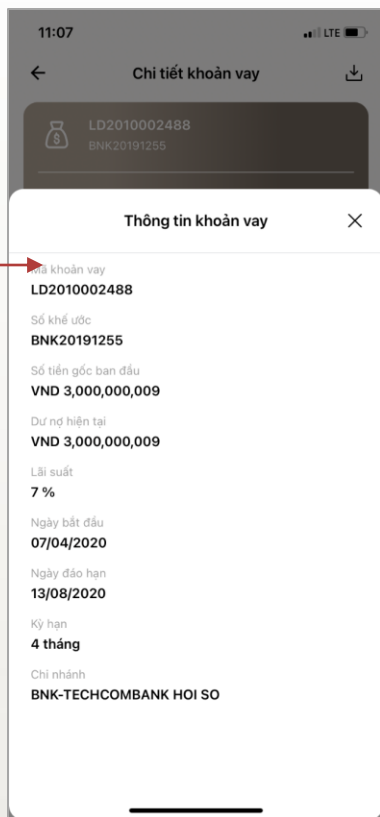 11:07
LTE
Chi tiết khoản vay
LD2010002488
BNK20191255
Thông tin khoản vay
Mã khoản vay
LD2010002488
Số khế ước
BNK20191255
Số tiền gốc ban đầu
VND 3,000,000,009
Dư nợ hiện tại
VND 3,000,000,009
Lãi suất
7 %
Ngày bắt đầu
07/04/2020
Ngày đáo hạn
13/08/2020
Kỳ hạn
4 tháng
Chi nhánh
BNK-TECHCOMBANK HOI SO